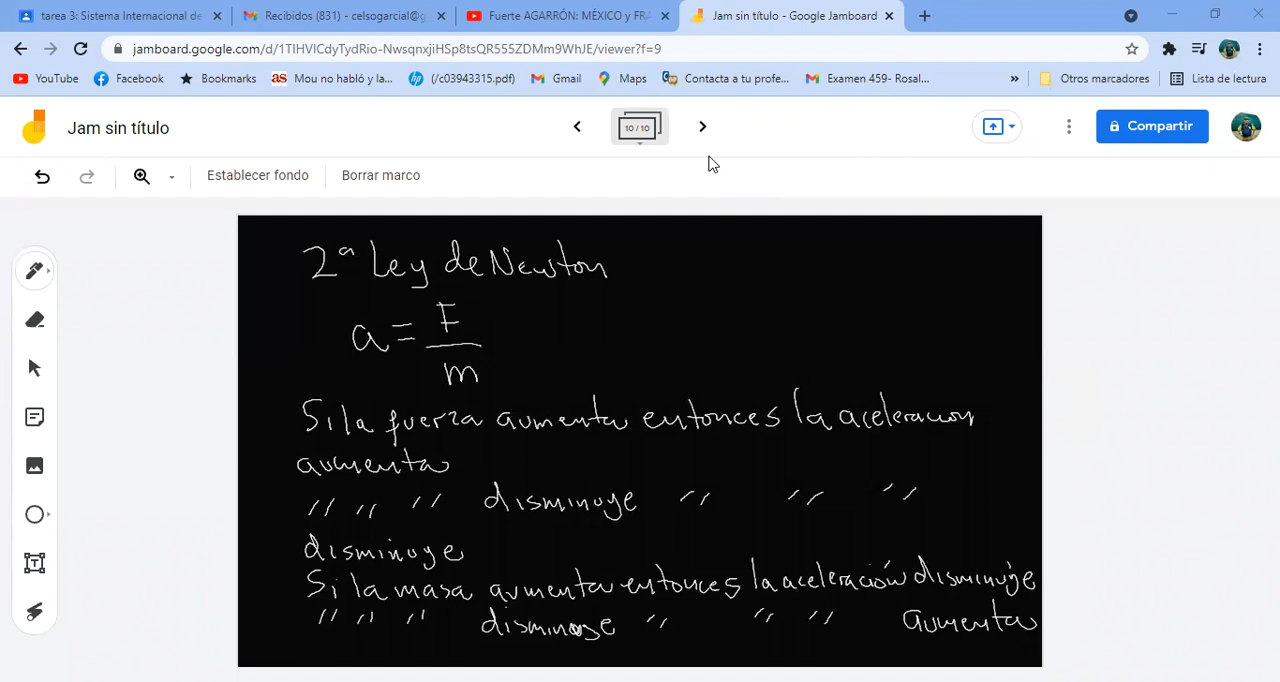 tarea 3: Sistema Internacional de
Recibidos (831) - celsogarcial@g
Fuerte AGARRÓN: MÉXICO y FRA
Jam sin título - Google Jamboard
jamboard.google.com/d/1TIHVICdyTydRio-NwsqnxjiHSp8tsQR555ZDMm9WhJE/viewer?f=9
YouTube
Facebook
Bookmarks
as Mou no habló y la...
hp (/c03943315.pdf)
Gmail
Maps
Contacta a tu profe...
Examen 459- Rosal...
»
Otros marcadores
Lista de lectura
Jam sin título
10 / 10
Compartir
Establecer fondo
Borrar marco
2ª Ley de Newton
a = F
m
Si la fuerza aumenta entonces la aceleracion
aumenta
" " " disminuye " " "
disminuye
Si la masa aumenta entonces la aceleración disminuye
" " " disminuye " " " aumenta